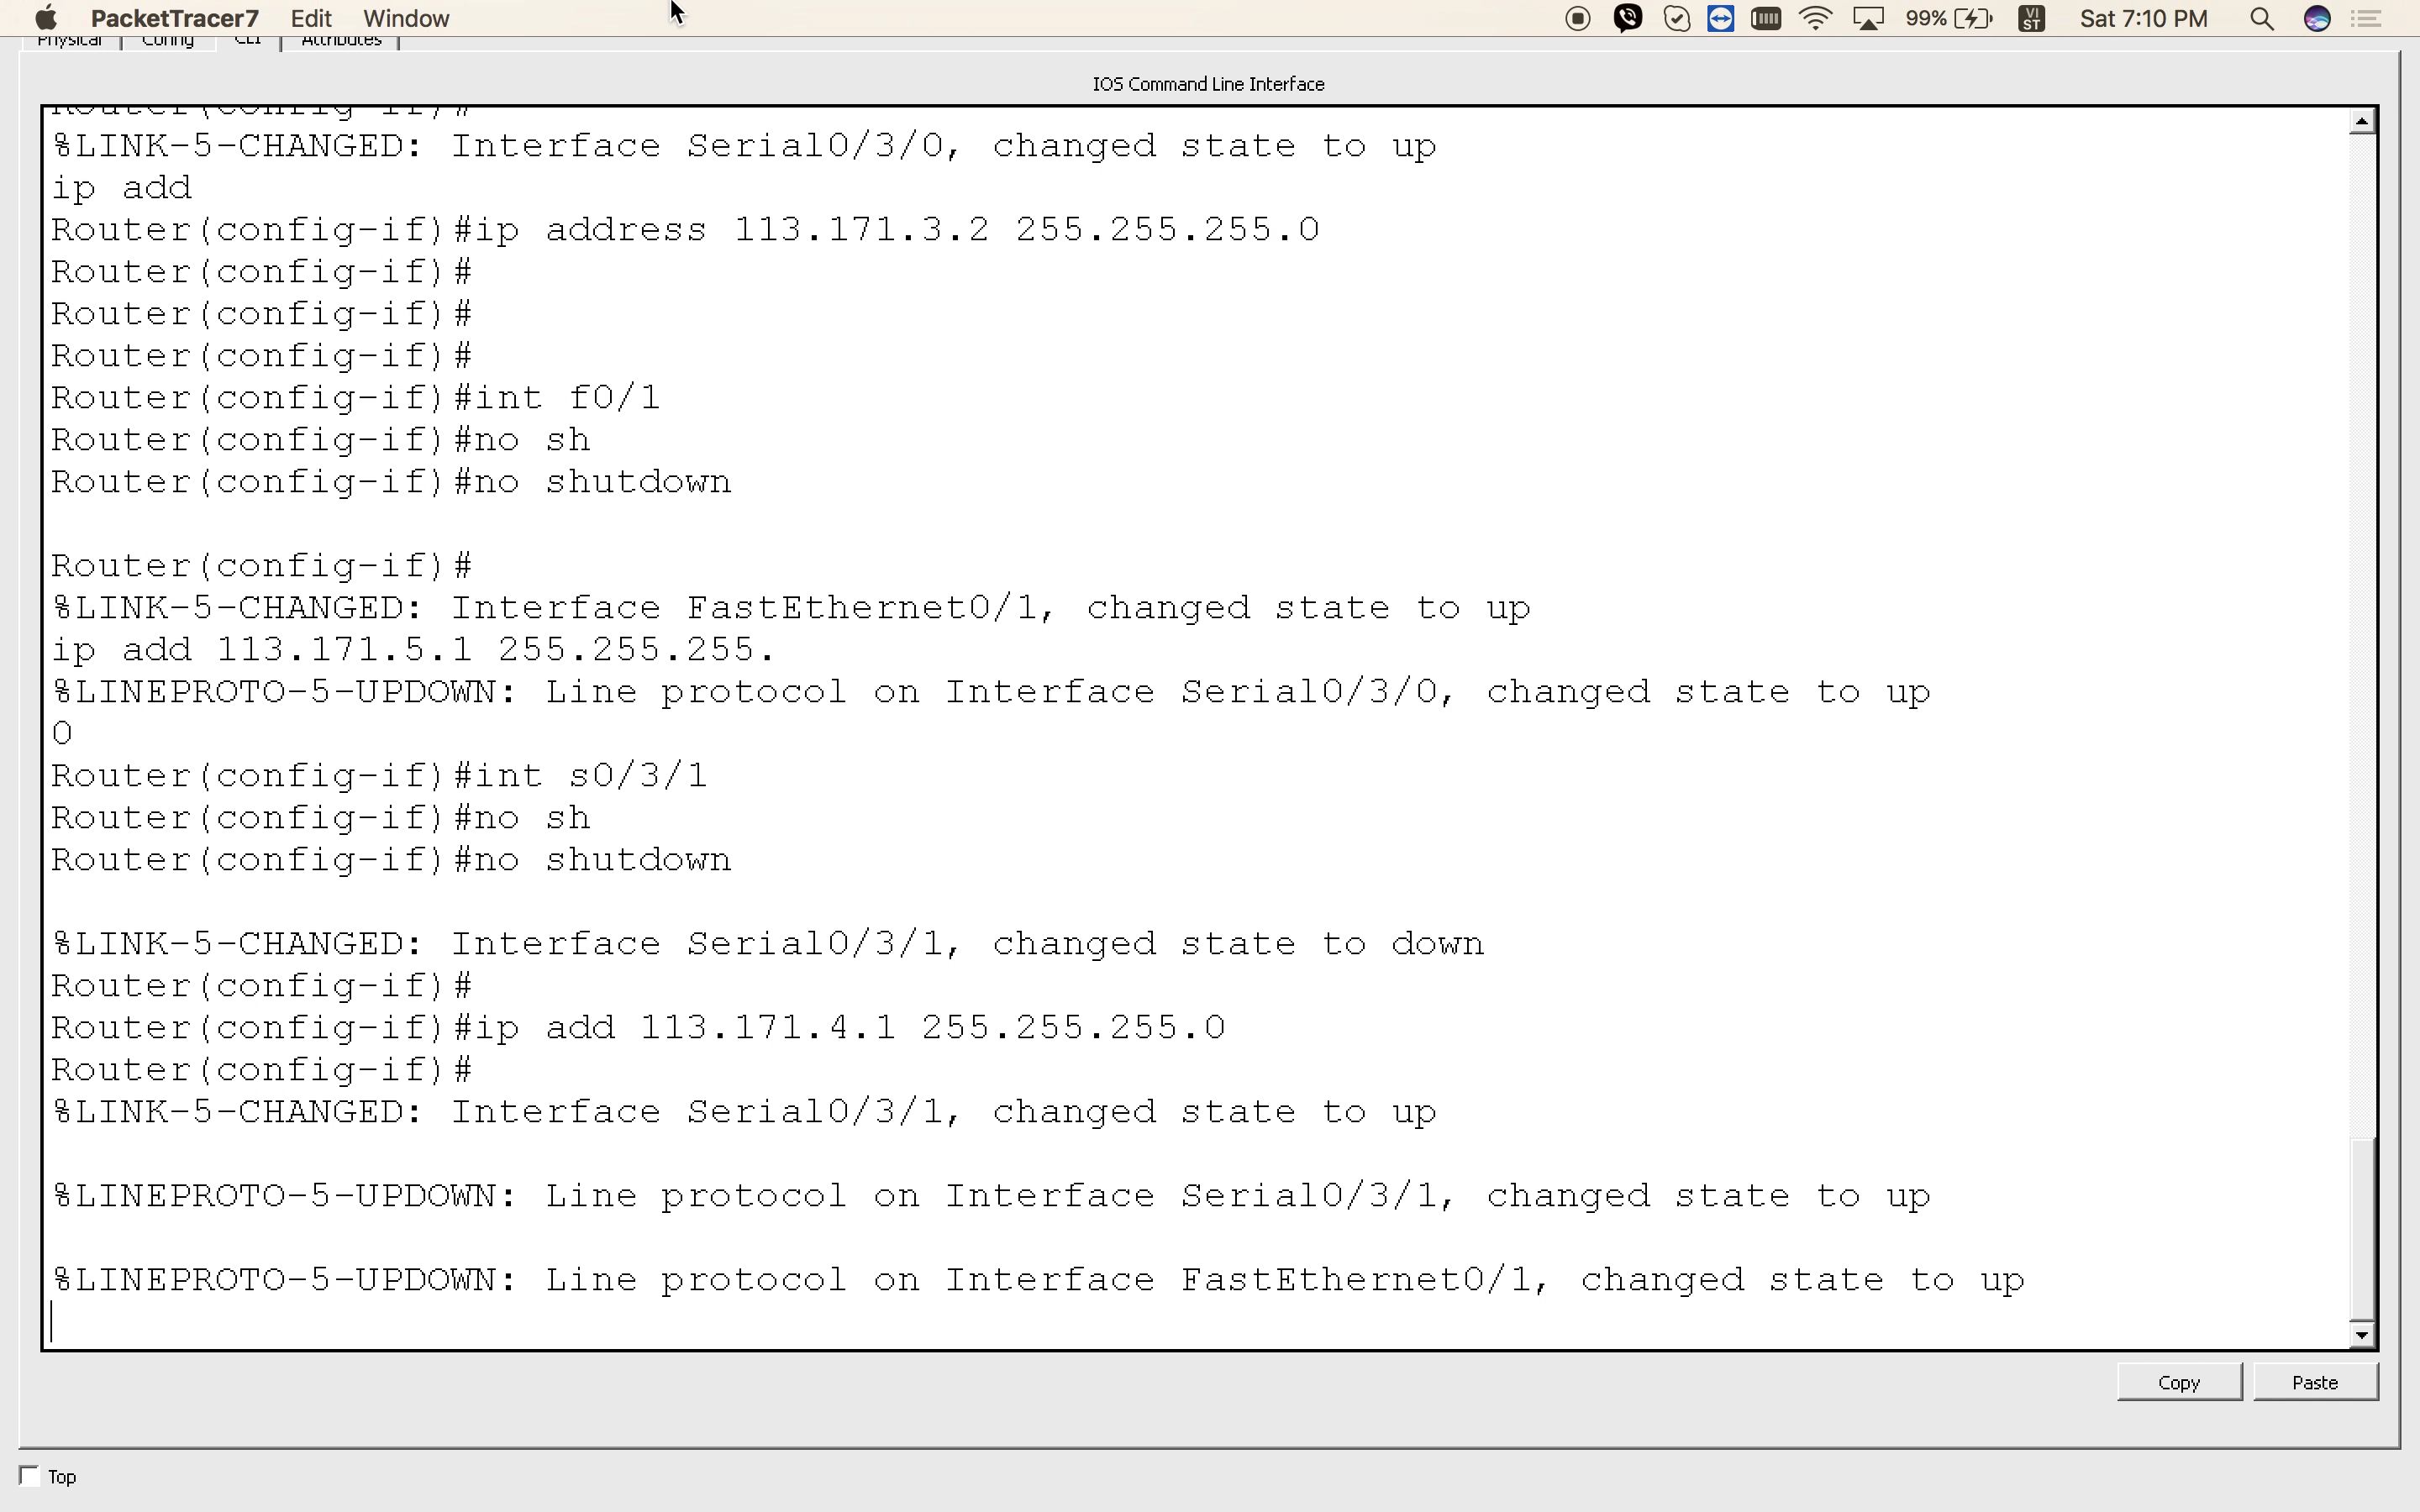 PacketTracer7 Edit Window 99% VI ST Sat 7:10 PM
Physical Config CLI Attributes
IOS Command Line Interface
Router(config-if)#
%LINK-5-CHANGED: Interface Serial0/3/0, changed state to up
ip add
Router(config-if)#ip address 113.171.3.2 255.255.255.0
Router(config-if)#
Router(config-if)#
Router(config-if)#
Router(config-if)#int f0/1
Router(config-if)#no sh
Router(config-if)#no shutdown
Router(config-if)#
%LINK-5-CHANGED: Interface FastEthernet0/1, changed state to up
ip add 113.171.5.1 255.255.255.
%LINEPROTO-5-UPDOWN: Line protocol on Interface Serial0/3/0, changed state to up
0
Router(config-if)#int s0/3/1
Router(config-if)#no sh
Router(config-if)#no shutdown
%LINK-5-CHANGED: Interface Serial0/3/1, changed state to down
Router(config-if)#
Router(config-if)#ip add 113.171.4.1 255.255.255.0
Router(config-if)#
%LINK-5-CHANGED: Interface Serial0/3/1, changed state to up
%LINEPROTO-5-UPDOWN: Line protocol on Interface Serial0/3/1, changed state to up
%LINEPROTO-5-UPDOWN: Line protocol on Interface FastEthernet0/1, changed state to up
Copy Paste
Top